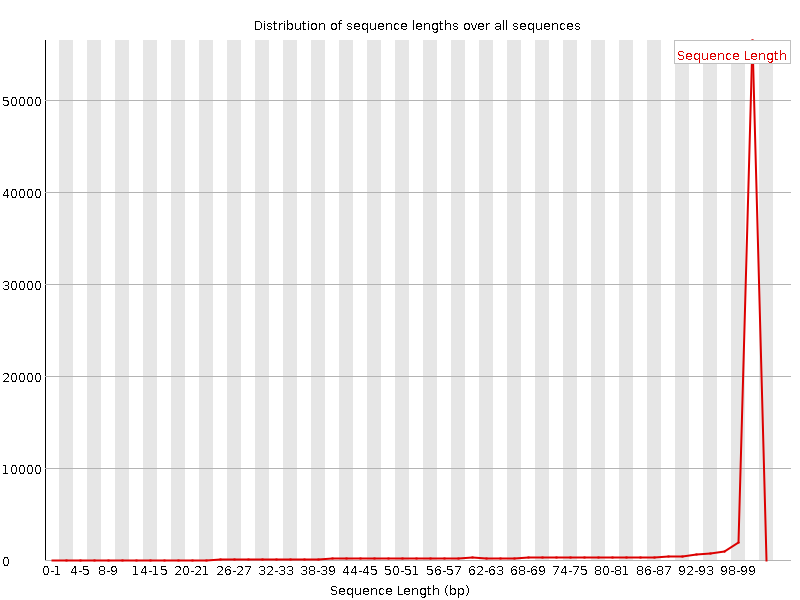 Distribution of sequence lengths over all sequences
Sequence Length
50000
40000
30000
20000
10000
0
0-1 4-5 8-9 14-15 20-21 26-27 32-33 38-39 44-45 50-51 56-57 62-63 68-69 74-75 80-81 86-87 92-93 98-99
Sequence Length (bp)